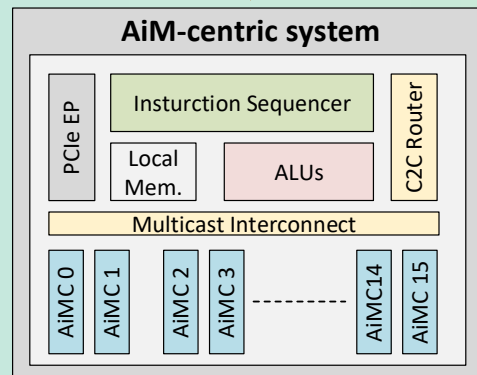 AiM-centric system
PCIe EP
Insturction Sequencer
C2C Router
Local
Mem.
ALUs
Multicast Interconnect
AiMC 0
AiMC 1
AiMC 2
AiMC 3
AiMC14
AiMC 15